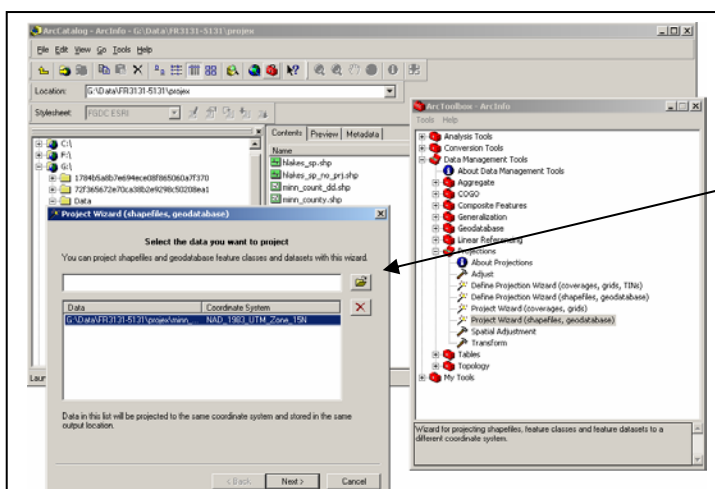 ArcCatalog - ArcInfo - G:\Data\FR3131-5131\projex
File Edit View Go Tools Help
Location: G:\Data\FR3131-5131\projex
Stylesheet: FGDC ESRI
C:\
F:\
G:\
1784b5a8b7e694ece08f865060a7f370
72f365672e70ca38b2e9298c50208ea1
Data
Contents Preview Metadata
Name
hlakes_sp.shp
hlakes_sp_no_prj.shp
minn_count_dd.shp
minn_county.shp
Project Wizard (shapefiles, geodatabase)
Select the data you want to project
You can project shapefiles and geodatabase feature classes and datasets with this wizard.
Data Coordinate System
G:\Data\FR3131-5131\projex\minn_... NAD_1983_UTM_Zone_15N
Data in this list will be projected to the same coordinate system and stored in the same
output location.
< Back Next > Cancel
Laun
ArcToolbox - ArcInfo
Tools Help
Analysis Tools
Conversion Tools
Data Management Tools
About Data Management Tools
Aggregate
COGO
Composite Features
Generalization
Geodatabase
Linear Referencing
Projections
About Projections
Adjust
Define Projection Wizard (coverages, grids, TINs)
Define Projection Wizard (shapefiles, geodatabase)
Project Wizard (coverages, grids)
Project Wizard (shapefiles, geodatabase)
Spatial Adjustment
Transform
Tables
Topology
My Tools
Wizard for projecting shapefiles, feature classes and feature datasets to a
different coordinate system.